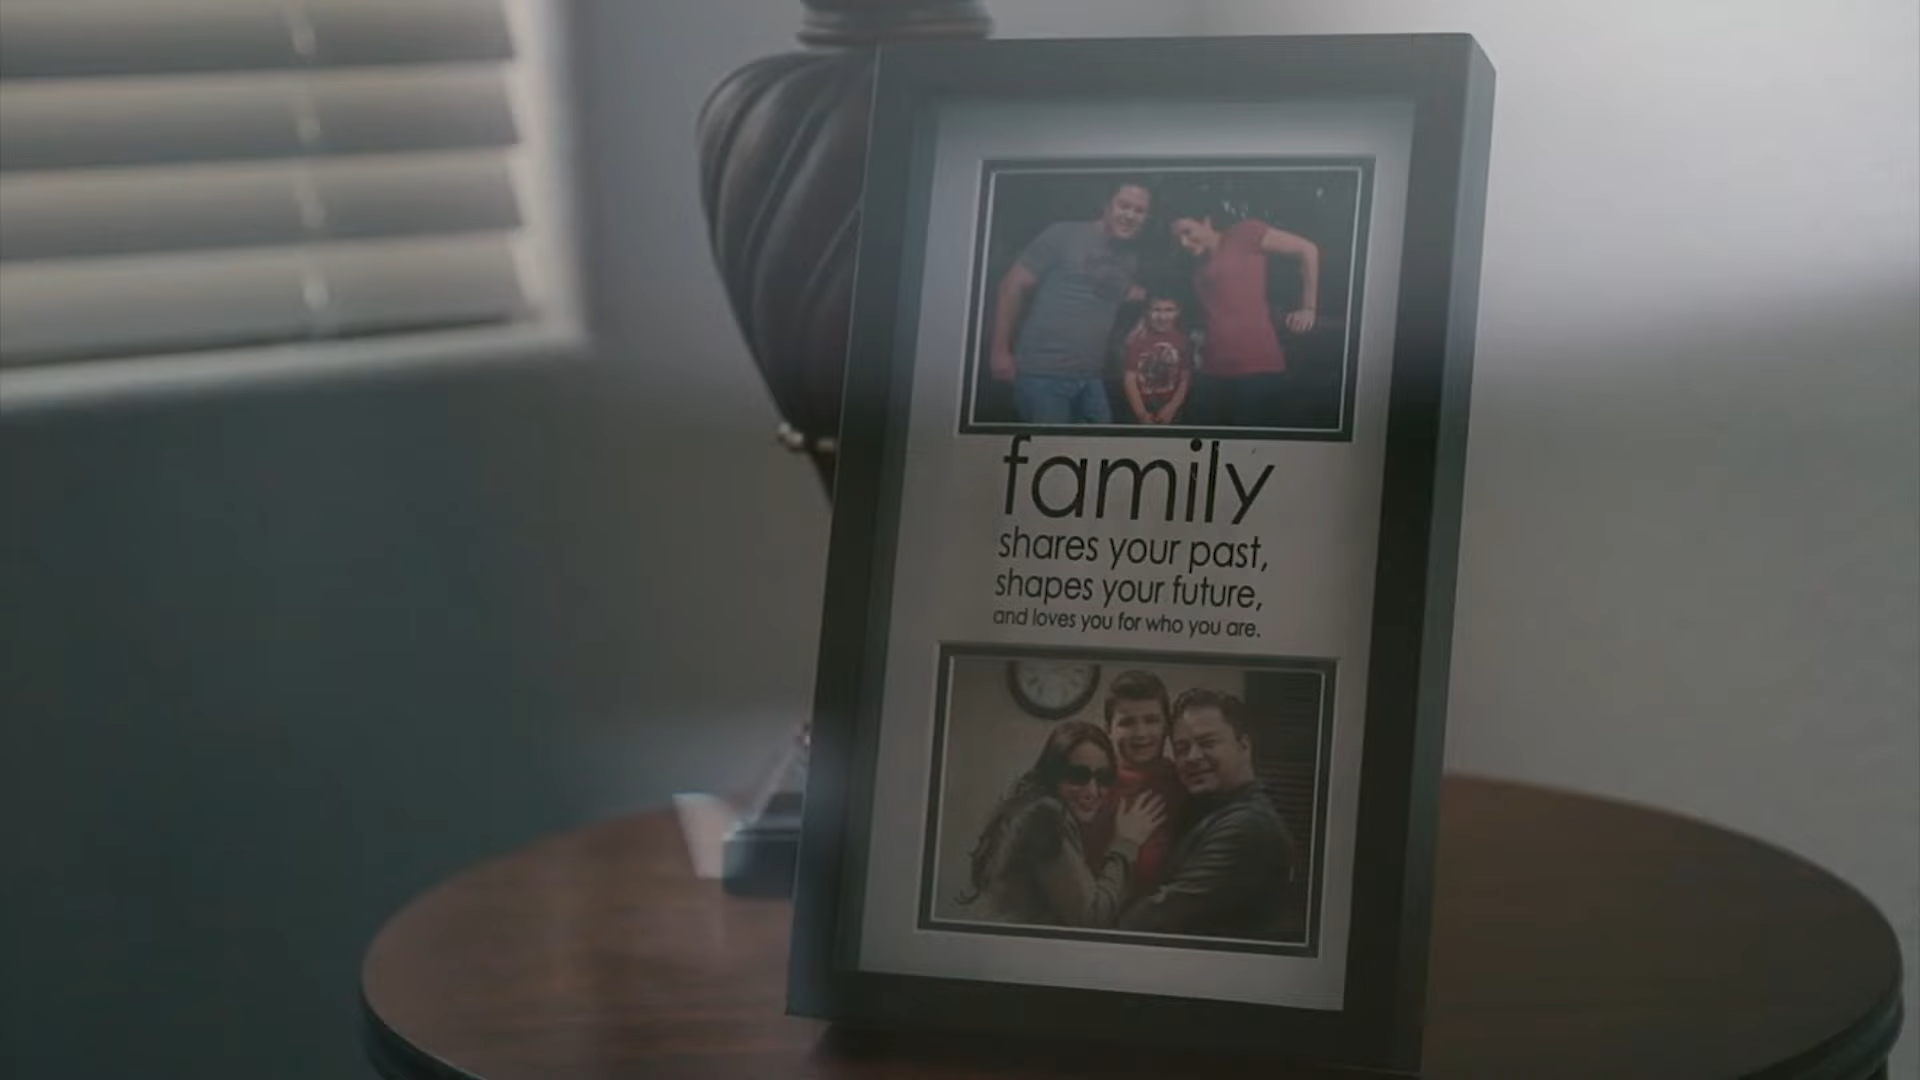 family
shares your past,
shapes your future,
and loves you for who you are.